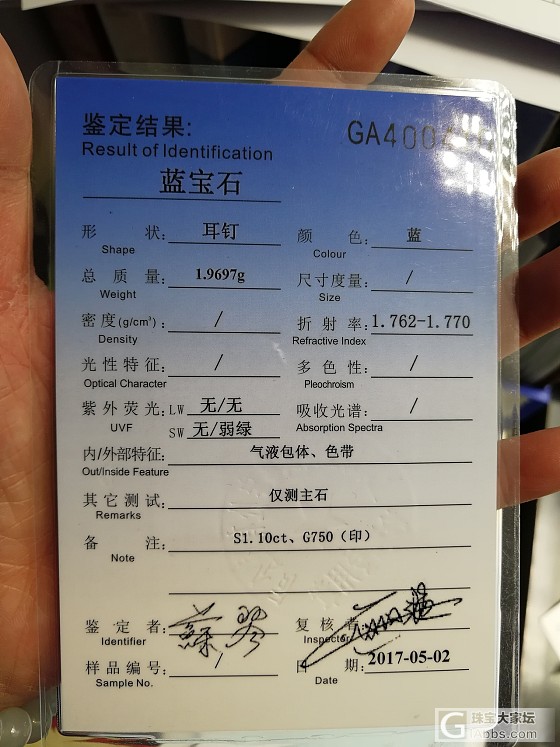 鉴定结果: GA4004
Result of Identification
蓝宝石
形状: 耳钉 颜色: 蓝
Shape Colour
总质量: 1.9697g 尺寸度量: /
Weight Size
密度(g/cm³): / 折射率: 1.762-1.770
Density Refractive Index
光性特征: / 多色性: /
Optical Character Pleochroism
紫外荧光: LW 无/无 吸收光谱: /
UVF SW 无/弱绿 Absorption Spectra
内/外部特征: 气液包体、色带
Out/Inside Feature
其它测试: 仅测主石
Remarks
备注: S1.10ct、G750（印）
Note
鉴定者: 苏琴 复核者:
Identifier Inspector
样品编号: / 日期: 2017-05-02
Sample No. Date
珠宝大家坛
Gabbs.com